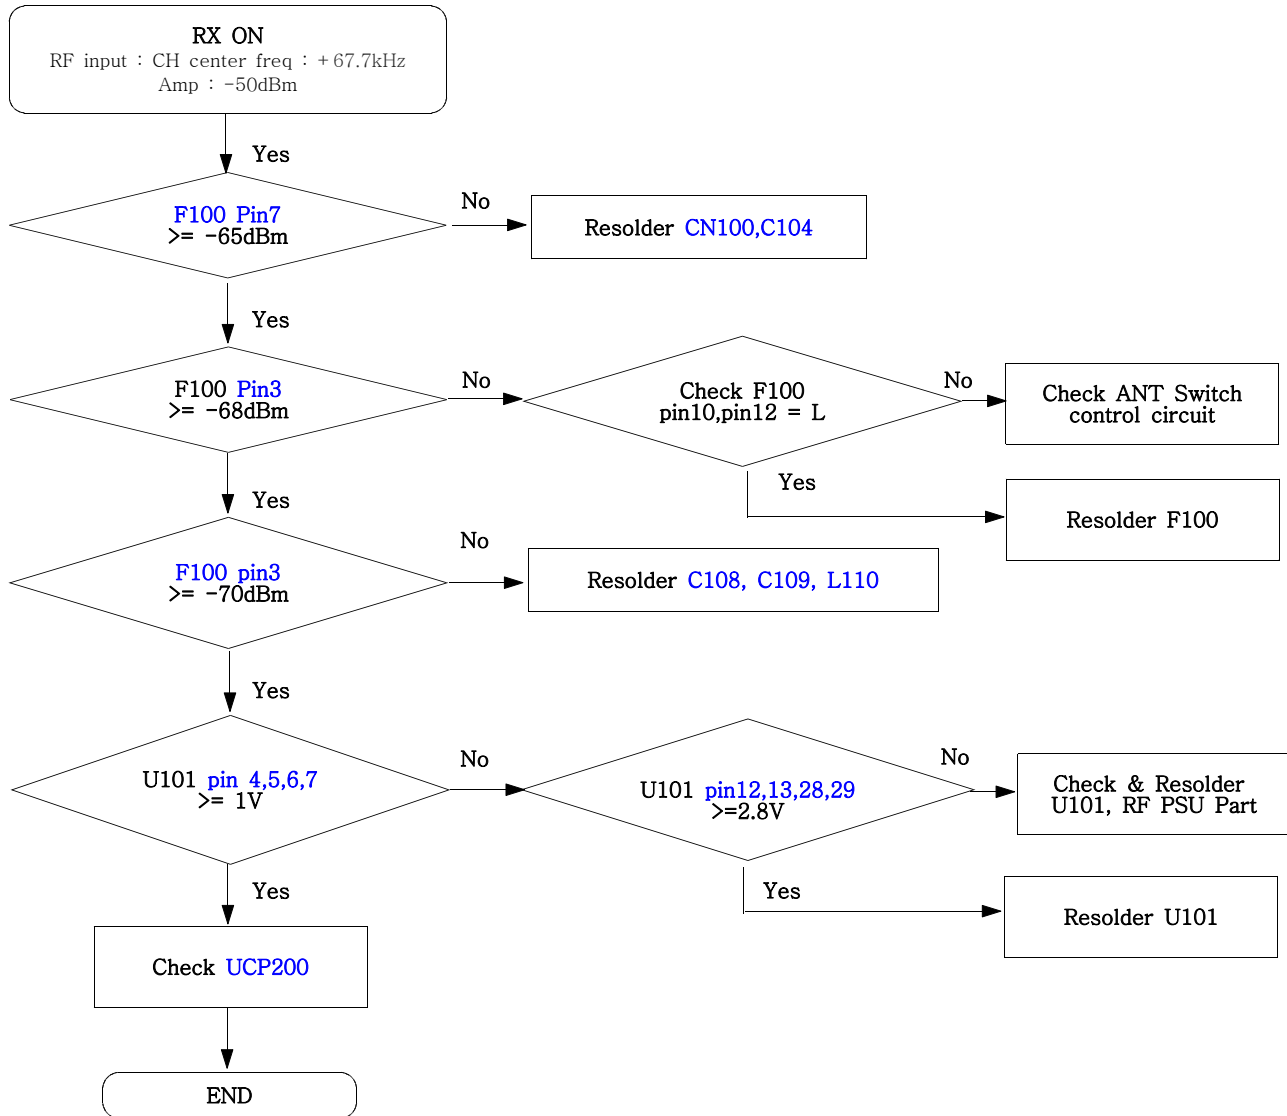 RX ON
RF input : CH center freq : +67.7kHz
Amp : -50dBm
Yes
F100 Pin7
>= -65dBm
No
Resolder CN100,C104
Yes
F100 Pin3
>= -68dBm
No
Check F100
pin10,pin12 = L
No
Check ANT Switch
control circuit
Yes
Resolder F100
Yes
F100 pin3
>= -70dBm
No
Resolder C108, C109, L110
Yes
U101 pin 4,5,6,7
>= 1V
No
U101 pin12,13,28,29
>=2.8V
No
Check & Resolder
U101, RF PSU Part
Yes
Resolder U101
Yes
Check UCP200
END